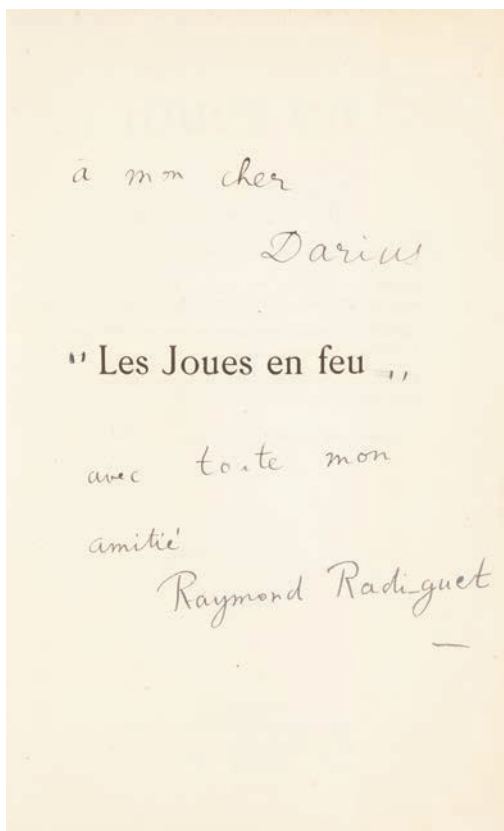 à mon cher
Darius
" Les Joues en feu "
avec toute mon
amitié
Raymond Radiguet